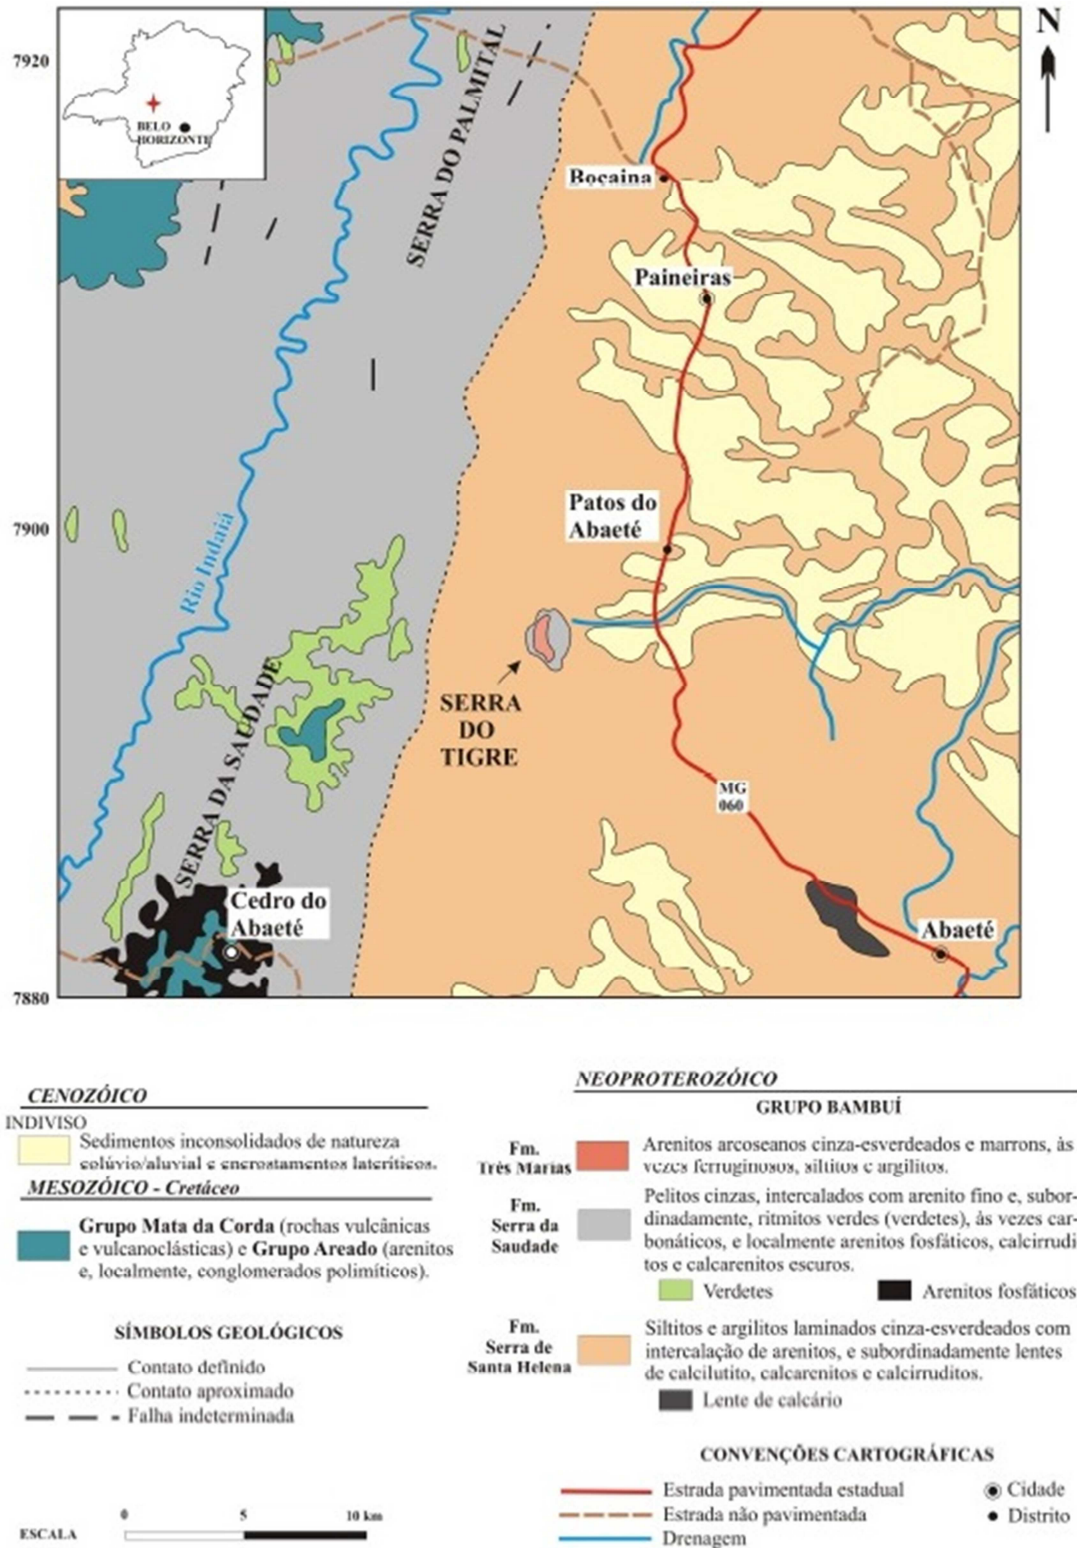 N
7920
BELO
HORIZONTE
SERRA DO PALMITAL
Bocaina
Paineiras
7900
Patos do
Abaeté
Rio Indaiá
SERRA
DO
TIGRE
SERRA DA SAUDADE
MG
060
Cedro do
Abaeté
Abaeté
7880
CENOZÓICO
INDIVISO
Sedimentos inconsolidados de natureza
colúvio/aluvial e encrostamentos lateríticos.
MESOZÓICO - Cretáceo
Grupo Mata da Corda (rochas vulcânicas
e vulcanoclásticas) e Grupo Areado (arenitos
e, localmente, conglomerados polimíticos).
SÍMBOLOS GEOLÓGICOS
Contato definido
Contato aproximado
Falha indeterminada
ESCALA
0 5 10 km
NEOPROTEROZÓICO
GRUPO BAMBUÍ
Fm.
Três Marias
Arenitos arcoseanos cinza-esverdeados e marrons, às
vezes ferruginosos, siltitos e argilitos.
Fm.
Serra da
Saudade
Pelitos cinzas, intercalados com arenito fino e, subor-
dinadamente, ritmitos verdes (verdetes), às vezes car-
bonáticos, e localmente arenitos fosfáticos, calcirrudi-
tos e calcarenitos escuros.
Verdetes
Arenitos fosfáticos
Fm.
Serra de
Santa Helena
Siltitos e argilitos laminados cinza-esverdeados com
intercalação de arenitos, e subordinadamente lentes
de calcilutito, calcarenitos e calcirruditos.
Lente de calcário
CONVENÇÕES CARTOGRÁFICAS
Estrada pavimentada estadual
Estrada não pavimentada
Drenagem
Cidade
Distrito